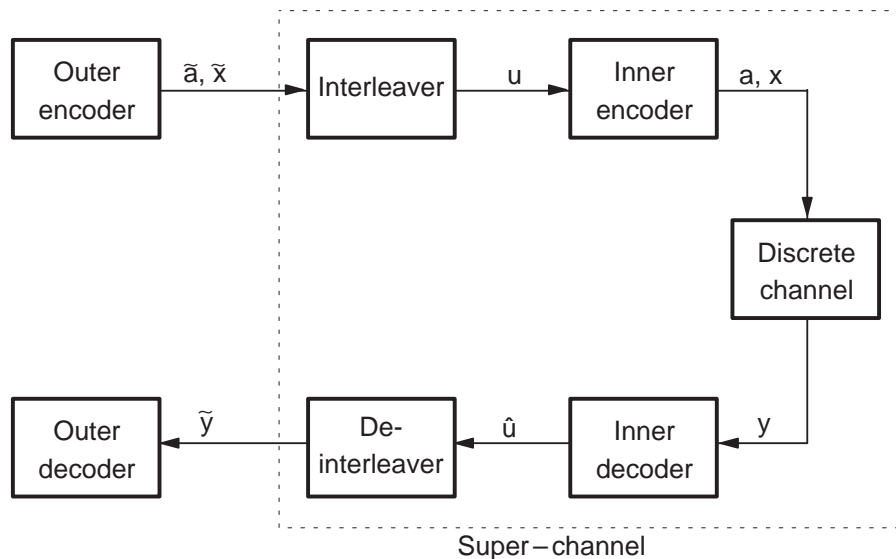 Outer
encoder
ã, x̃
Interleaver
u
Inner
encoder
a, x
Discrete
channel
Outer
decoder
ỹ
De-
interleaver
û
Inner
decoder
y
Super – channel